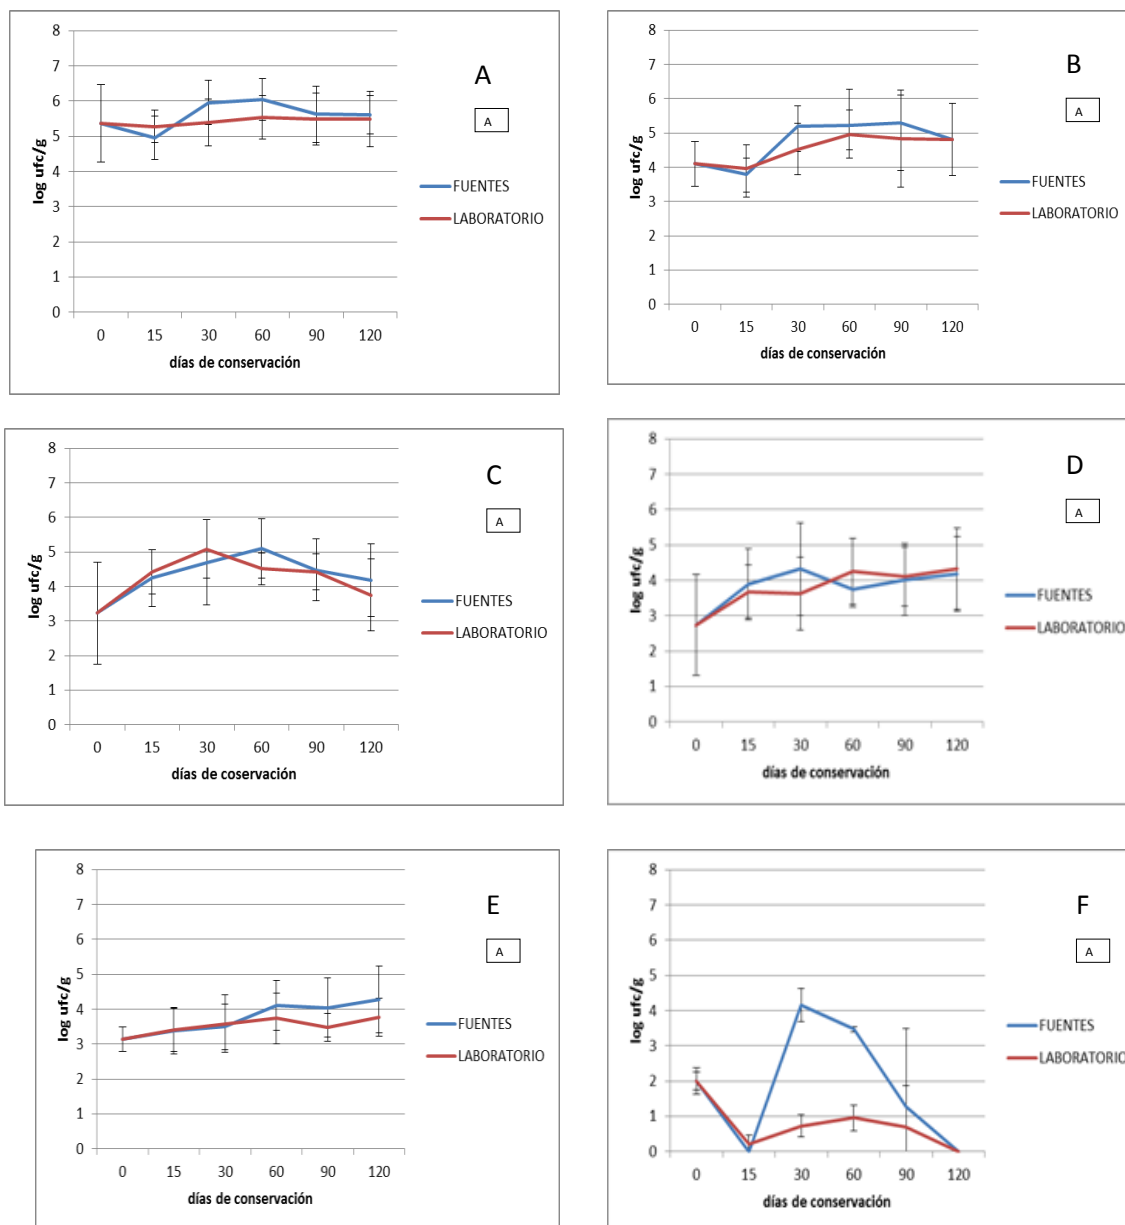 8
7
6
5
4
3
2
1
0
log ufc/g
0 15 30 60 90 120
días de conservación
A
A
FUENTES
LABORATORIO
8
7
6
5
4
3
2
1
0
log ufc/g
0 15 30 60 90 120
días de conservación
B
A
FUENTES
LABORATORIO
8
7
6
5
4
3
2
1
0
log ufc/g
0 15 30 60 90 120
días de coservación
C
A
FUENTES
LABORATORIO
8
7
6
5
4
3
2
1
0
log ufc/g
0 15 30 60 90 120
días de conservación
D
A
FUENTES
LABORATORIO
8
7
6
5
4
3
2
1
0
log ufc/g
0 15 30 60 90 120
días de conservación
E
A
FUENTES
LABORATORIO
8
7
6
5
4
3
2
1
0
log ufc/g
0 15 30 60 90 120
días de conservación
F
A
FUENTES
LABORATORIO